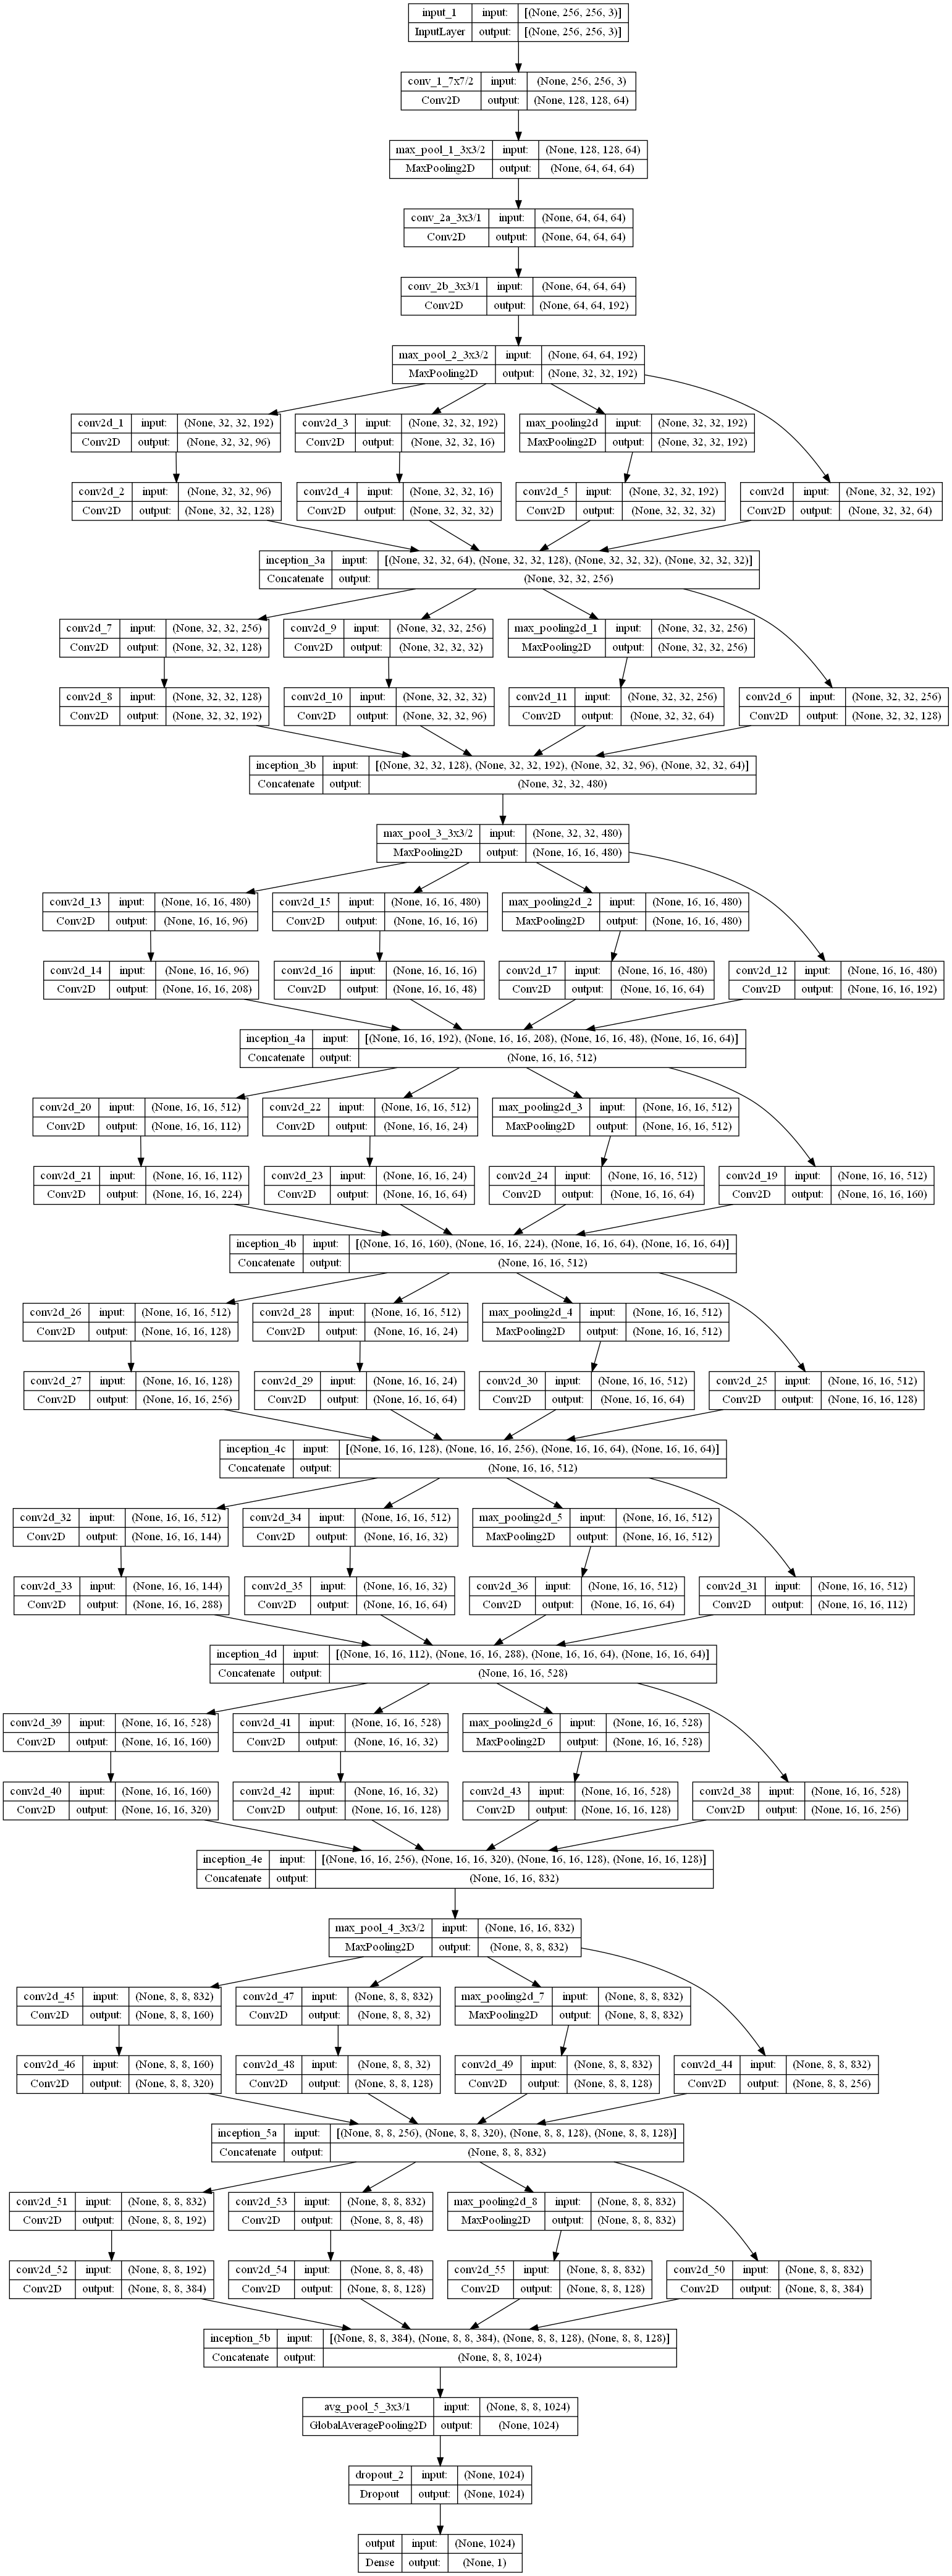 input_1 input: [(None, 256, 256, 3)]
InputLayer output: [(None, 256, 256, 3)]
conv_1_7x7/2 input: (None, 256, 256, 3)
Conv2D output: (None, 128, 128, 64)
max_pool_1_3x3/2 input: (None, 128, 128, 64)
MaxPooling2D output: (None, 64, 64, 64)
conv_2a_3x3/1 input: (None, 64, 64, 64)
Conv2D output: (None, 64, 64, 64)
conv_2b_3x3/1 input: (None, 64, 64, 64)
Conv2D output: (None, 64, 64, 192)
max_pool_2_3x3/2 input: (None, 64, 64, 192)
MaxPooling2D output: (None, 32, 32, 192)
conv2d_1 input: (None, 32, 32, 192) conv2d_3 input: (None, 32, 32, 192) max_pooling2d input: (None, 32, 32, 192)
Conv2D output: (None, 32, 32, 96) Conv2D output: (None, 32, 32, 16) MaxPooling2D output: (None, 32, 32, 192)
conv2d_2 input: (None, 32, 32, 96) conv2d_4 input: (None, 32, 32, 16) conv2d_5 input: (None, 32, 32, 192) conv2d input: (None, 32, 32, 192)
Conv2D output: (None, 32, 32, 128) Conv2D output: (None, 32, 32, 32) Conv2D output: (None, 32, 32, 32) Conv2D output: (None, 32, 32, 64)
inception_3a input: [(None, 32, 32, 64), (None, 32, 32, 128), (None, 32, 32, 32), (None, 32, 32, 32)]
Concatenate output: (None, 32, 32, 256)
conv2d_7 input: (None, 32, 32, 256) conv2d_9 input: (None, 32, 32, 256) max_pooling2d_1 input: (None, 32, 32, 256)
Conv2D output: (None, 32, 32, 128) Conv2D output: (None, 32, 32, 32) MaxPooling2D output: (None, 32, 32, 256)
conv2d_8 input: (None, 32, 32, 128) conv2d_10 input: (None, 32, 32, 32) conv2d_11 input: (None, 32, 32, 256) conv2d_6 input: (None, 32, 32, 256)
Conv2D output: (None, 32, 32, 192) Conv2D output: (None, 32, 32, 96) Conv2D output: (None, 32, 32, 64) Conv2D output: (None, 32, 32, 128)
inception_3b input: [(None, 32, 32, 128), (None, 32, 32, 192), (None, 32, 32, 96), (None, 32, 32, 64)]
Concatenate output: (None, 32, 32, 480)
max_pool_3_3x3/2 input: (None, 32, 32, 480)
MaxPooling2D output: (None, 16, 16, 480)
conv2d_13 input: (None, 16, 16, 480) conv2d_15 input: (None, 16, 16, 480) max_pooling2d_2 input: (None, 16, 16, 480)
Conv2D output: (None, 16, 16, 96) Conv2D output: (None, 16, 16, 16) MaxPooling2D output: (None, 16, 16, 480)
conv2d_14 input: (None, 16, 16, 96) conv2d_16 input: (None, 16, 16, 16) conv2d_17 input: (None, 16, 16, 480) conv2d_12 input: (None, 16, 16, 480)
Conv2D output: (None, 16, 16, 208) Conv2D output: (None, 16, 16, 48) Conv2D output: (None, 16, 16, 64) Conv2D output: (None, 16, 16, 192)
inception_4a input: [(None, 16, 16, 192), (None, 16, 16, 208), (None, 16, 16, 48), (None, 16, 16, 64)]
Concatenate output: (None, 16, 16, 512)
conv2d_20 input: (None, 16, 16, 512) conv2d_22 input: (None, 16, 16, 512) max_pooling2d_3 input: (None, 16, 16, 512)
Conv2D output: (None, 16, 16, 112) Conv2D output: (None, 16, 16, 24) MaxPooling2D output: (None, 16, 16, 512)
conv2d_21 input: (None, 16, 16, 112) conv2d_23 input: (None, 16, 16, 24) conv2d_24 input: (None, 16, 16, 512) conv2d_19 input: (None, 16, 16, 512)
Conv2D output: (None, 16, 16, 224) Conv2D output: (None, 16, 16, 64) Conv2D output: (None, 16, 16, 64) Conv2D output: (None, 16, 16, 160)
inception_4b input: [(None, 16, 16, 160), (None, 16, 16, 224), (None, 16, 16, 64), (None, 16, 16, 64)]
Concatenate output: (None, 16, 16, 512)
conv2d_26 input: (None, 16, 16, 512) conv2d_28 input: (None, 16, 16, 512) max_pooling2d_4 input: (None, 16, 16, 512)
Conv2D output: (None, 16, 16, 128) Conv2D output: (None, 16, 16, 24) MaxPooling2D output: (None, 16, 16, 512)
conv2d_27 input: (None, 16, 16, 128) conv2d_29 input: (None, 16, 16, 24) conv2d_30 input: (None, 16, 16, 512) conv2d_25 input: (None, 16, 16, 512)
Conv2D output: (None, 16, 16, 256) Conv2D output: (None, 16, 16, 64) Conv2D output: (None, 16, 16, 64) Conv2D output: (None, 16, 16, 128)
inception_4c input: [(None, 16, 16, 128), (None, 16, 16, 256), (None, 16, 16, 64), (None, 16, 16, 64)]
Concatenate output: (None, 16, 16, 512)
conv2d_32 input: (None, 16, 16, 512) conv2d_34 input: (None, 16, 16, 512) max_pooling2d_5 input: (None, 16, 16, 512)
Conv2D output: (None, 16, 16, 144) Conv2D output: (None, 16, 16, 32) MaxPooling2D output: (None, 16, 16, 512)
conv2d_33 input: (None, 16, 16, 144) conv2d_35 input: (None, 16, 16, 32) conv2d_36 input: (None, 16, 16, 512) conv2d_31 input: (None, 16, 16, 512)
Conv2D output: (None, 16, 16, 288) Conv2D output: (None, 16, 16, 64) Conv2D output: (None, 16, 16, 64) Conv2D output: (None, 16, 16, 112)
inception_4d input: [(None, 16, 16, 112), (None, 16, 16, 288), (None, 16, 16, 64), (None, 16, 16, 64)]
Concatenate output: (None, 16, 16, 528)
conv2d_39 input: (None, 16, 16, 528) conv2d_41 input: (None, 16, 16, 528) max_pooling2d_6 input: (None, 16, 16, 528)
Conv2D output: (None, 16, 16, 160) Conv2D output: (None, 16, 16, 32) MaxPooling2D output: (None, 16, 16, 528)
conv2d_40 input: (None, 16, 16, 160) conv2d_42 input: (None, 16, 16, 32) conv2d_43 input: (None, 16, 16, 528) conv2d_38 input: (None, 16, 16, 528)
Conv2D output: (None, 16, 16, 320) Conv2D output: (None, 16, 16, 128) Conv2D output: (None, 16, 16, 128) Conv2D output: (None, 16, 16, 256)
inception_4e input: [(None, 16, 16, 256), (None, 16, 16, 320), (None, 16, 16, 128), (None, 16, 16, 128)]
Concatenate output: (None, 16, 16, 832)
max_pool_4_3x3/2 input: (None, 16, 16, 832)
MaxPooling2D output: (None, 8, 8, 832)
conv2d_45 input: (None, 8, 8, 832) conv2d_47 input: (None, 8, 8, 832) max_pooling2d_7 input: (None, 8, 8, 832)
Conv2D output: (None, 8, 8, 160) Conv2D output: (None, 8, 8, 32) MaxPooling2D output: (None, 8, 8, 832)
conv2d_46 input: (None, 8, 8, 160) conv2d_48 input: (None, 8, 8, 32) conv2d_49 input: (None, 8, 8, 832) conv2d_44 input: (None, 8, 8, 832)
Conv2D output: (None, 8, 8, 320) Conv2D output: (None, 8, 8, 128) Conv2D output: (None, 8, 8, 128) Conv2D output: (None, 8, 8, 256)
inception_5a input: [(None, 8, 8, 256), (None, 8, 8, 320), (None, 8, 8, 128), (None, 8, 8, 128)]
Concatenate output: (None, 8, 8, 832)
conv2d_51 input: (None, 8, 8, 832) conv2d_53 input: (None, 8, 8, 832) max_pooling2d_8 input: (None, 8, 8, 832)
Conv2D output: (None, 8, 8, 192) Conv2D output: (None, 8, 8, 48) MaxPooling2D output: (None, 8, 8, 832)
conv2d_52 input: (None, 8, 8, 192) conv2d_54 input: (None, 8, 8, 48) conv2d_55 input: (None, 8, 8, 832) conv2d_50 input: (None, 8, 8, 832)
Conv2D output: (None, 8, 8, 384) Conv2D output: (None, 8, 8, 128) Conv2D output: (None, 8, 8, 128) Conv2D output: (None, 8, 8, 384)
inception_5b input: [(None, 8, 8, 384), (None, 8, 8, 384), (None, 8, 8, 128), (None, 8, 8, 128)]
Concatenate output: (None, 8, 8, 1024)
avg_pool_5_3x3/1 input: (None, 8, 8, 1024)
GlobalAveragePooling2D output: (None, 1024)
dropout_2 input: (None, 1024)
Dropout output: (None, 1024)
output input: (None, 1024)
Dense output: (None, 1)